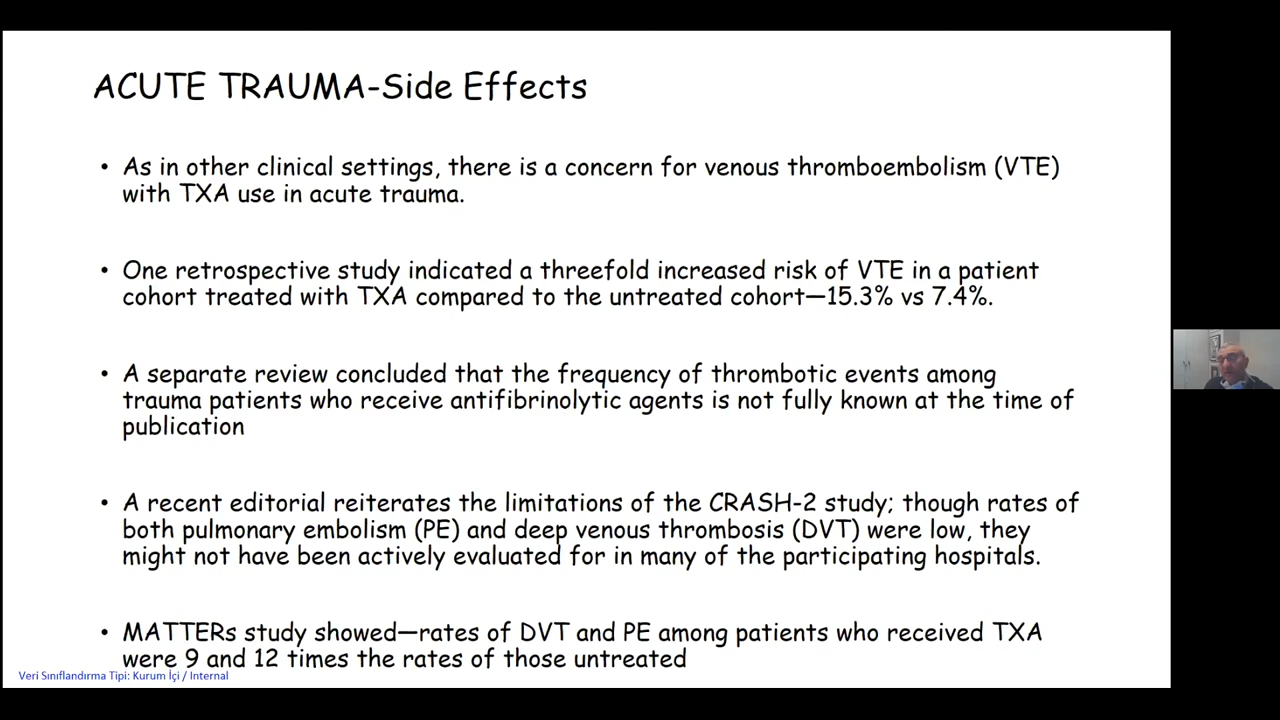 ACUTE TRAUMA-Side Effects
• As in other clinical settings, there is a concern for venous thromboembolism (VTE)
with TXA use in acute trauma.
• One retrospective study indicated a threefold increased risk of VTE in a patient
cohort treated with TXA compared to the untreated cohort—15.3% vs 7.4%.
• A separate review concluded that the frequency of thrombotic events among
trauma patients who receive antifibrinolytic agents is not fully known at the time of
publication
• A recent editorial reiterates the limitations of the CRASH-2 study; though rates of
both pulmonary embolism (PE) and deep venous thrombosis (DVT) were low, they
might not have been actively evaluated for in many of the participating hospitals.
• MATTERs study showed—rates of DVT and PE among patients who received TXA
were 9 and 12 times the rates of those untreated
Veri Sınıflandırma Tipi: Kurum İçi / Internal